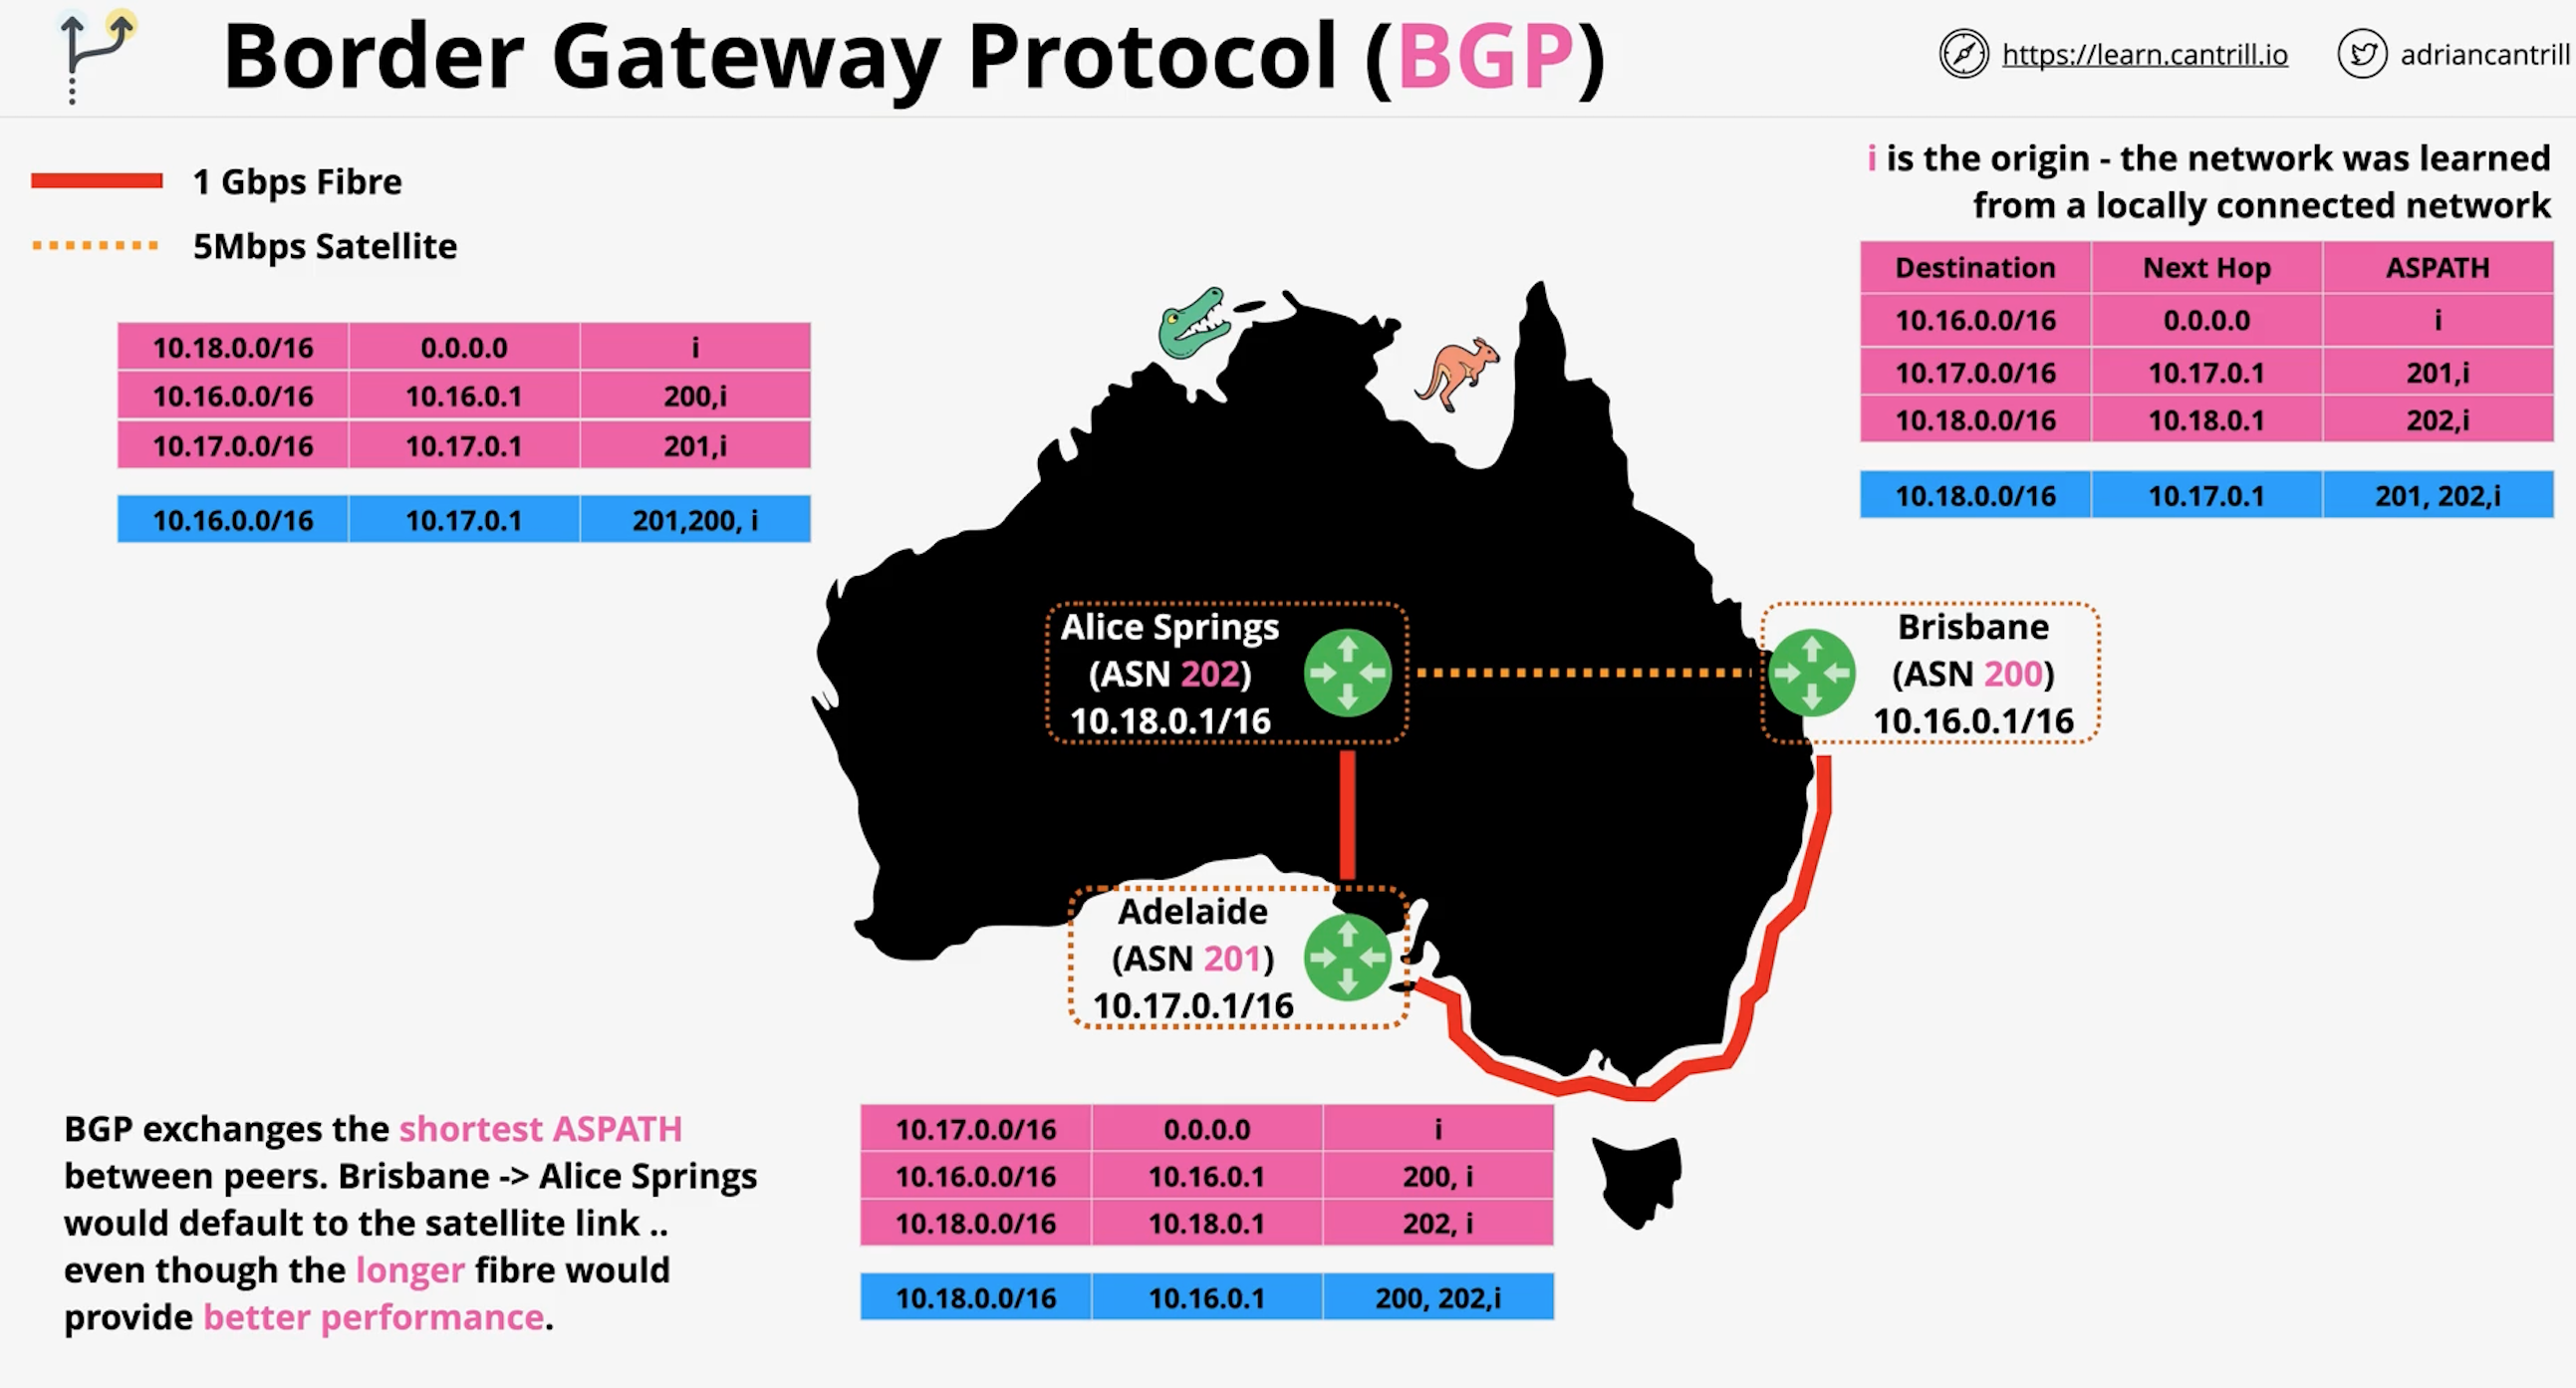 Border Gateway Protocol (BGP)
https://learn.cantrill.io
adriancantrill
1 Gbps Fibre
5Mbps Satellite
i is the origin - the network was learned
from a locally connected network
Destination Next Hop ASPATH
10.16.0.0/16 0.0.0.0 i
10.17.0.0/16 10.17.0.1 201,i
10.18.0.0/16 10.18.0.1 202,i
10.18.0.0/16 10.17.0.1 201, 202,i
10.18.0.0/16 0.0.0.0 i
10.16.0.0/16 10.16.0.1 200,i
10.17.0.0/16 10.17.0.1 201,i
10.16.0.0/16 10.17.0.1 201,200, i
Alice Springs
(ASN 202)
10.18.0.1/16
Brisbane
(ASN 200)
10.16.0.1/16
Adelaide
(ASN 201)
10.17.0.1/16
BGP exchanges the shortest ASPATH
between peers. Brisbane -> Alice Springs
would default to the satellite link ..
even though the longer fibre would
provide better performance.
10.17.0.0/16 0.0.0.0 i
10.16.0.0/16 10.16.0.1 200, i
10.18.0.0/16 10.18.0.1 202, i
10.18.0.0/16 10.16.0.1 200, 202,i